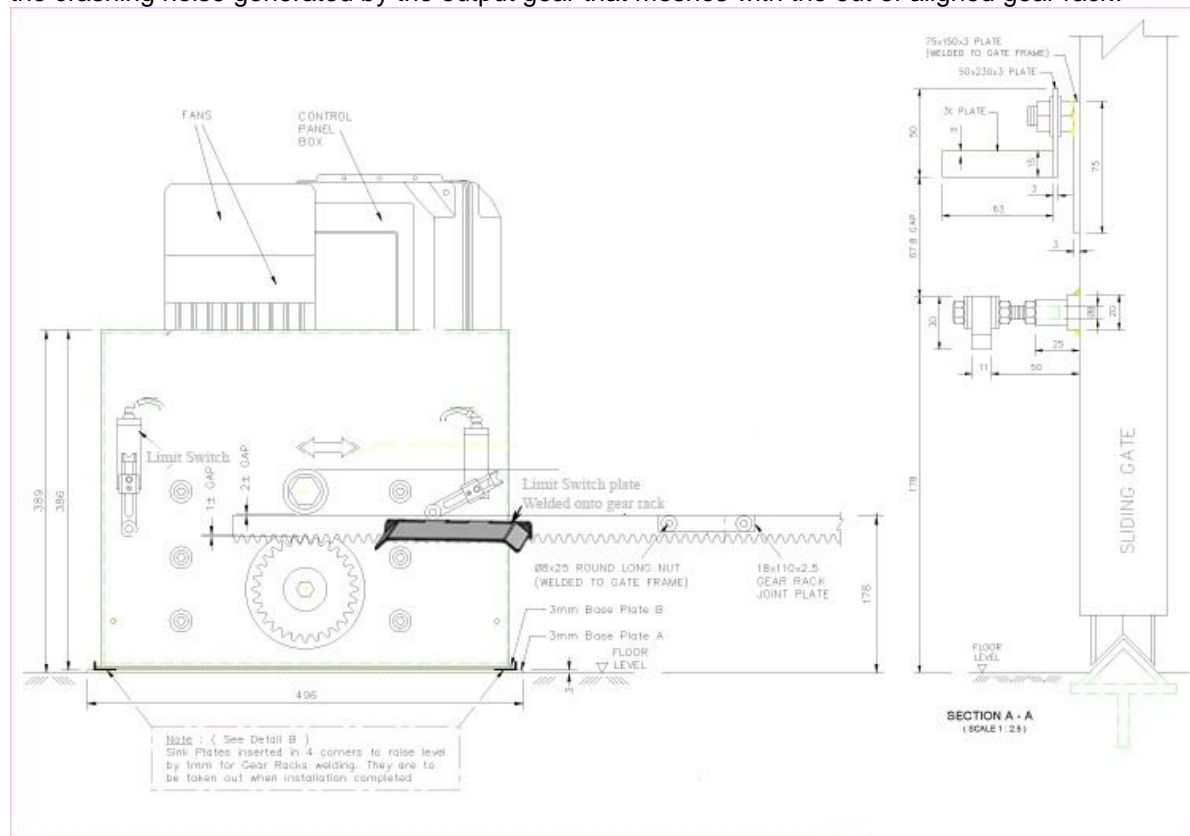 the crashing noise generated by the output gear that meshes with the out of aligned gear rack.
FANS
CONTROL
PANEL
BOX
389
386
Limit Switch
1± GAP
2± GAP
Limit Switch plate
Welded onto gear rack
Ø8x25 ROUND LONG NUT
(WELDED TO GATE FRAME)
18x110x2.5
GEAR RACK
JOINT PLATE
178
3mm Base Plate B
3mm Base Plate A
FLOOR
LEVEL
3
496
Note : ( See Detail B )
Sink Plates inserted in 4 corners to raise level
by 1mm for Gear Racks welding. They are to
be taken out when installation completed
75x150x3 PLATE
(WELDED TO GATE FRAME)
50x230x3 PLATE
3t PLATE
50
3
15
3
63
75
3
67.8 GAP
30
11
50
25
20
178
SLIDING GATE
FLOOR
LEVEL
SECTION A - A
( SCALE 1 : 2.5 )